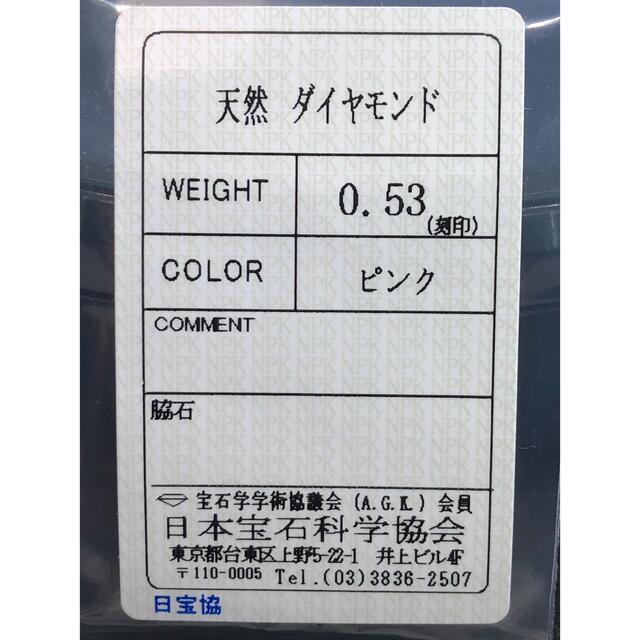 天然 ダイヤモンド
WEIGHT 0.53 (刻印)
COLOR ピンク
COMMENT
脇石
宝石学学術協議会 (A.G.K.) 会員
日本宝石科学協会
東京都台東区上野5-22-1 井上ビル4F
〒110-0005 Tel.(03)3836-2507
日宝協